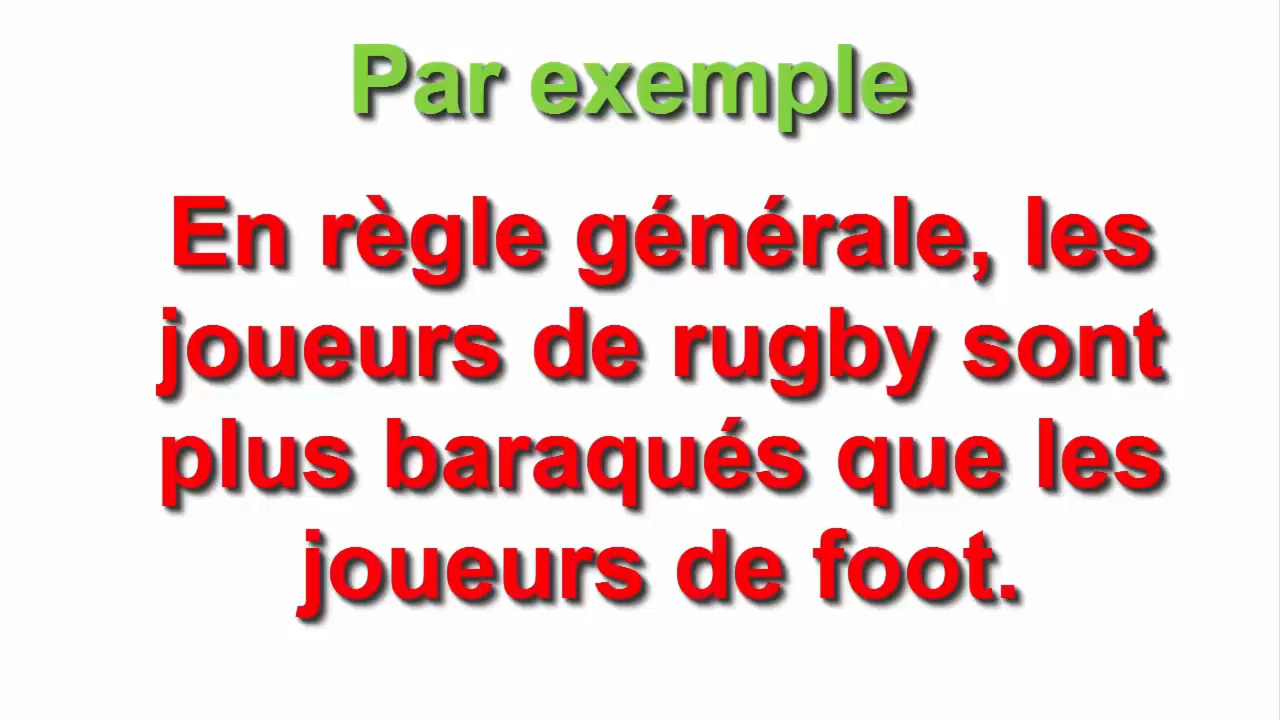 Par exemple
En règle générale, les
joueurs de rugby sont
plus baraqués que les
joueurs de foot.